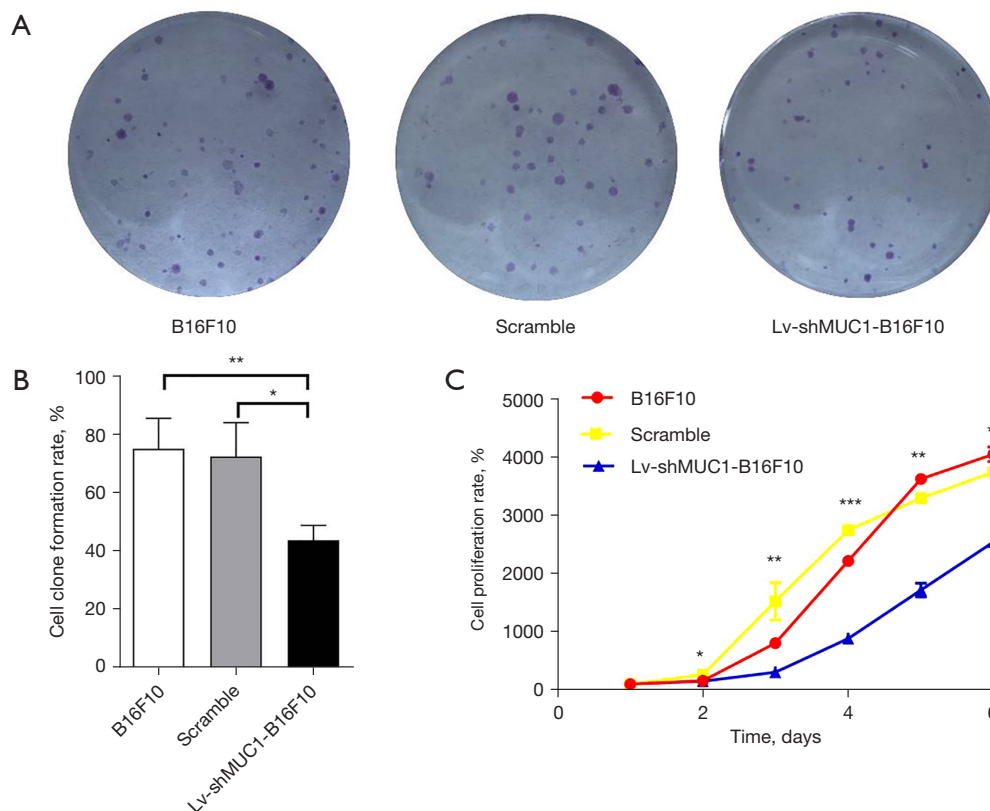 A
B16F10
Scramble
Lv-shMUC1-B16F10
B
**
*
Cell clone formation rate, %
100
80
60
40
20
0
B16F10
Scramble
Lv-shMUC1-B16F10
C
B16F10
Scramble
Lv-shMUC1-B16F10
Cell proliferation rate, %
5000
4000
3000
2000
1000
0
*
**
***
**
0
2
4
Time, days